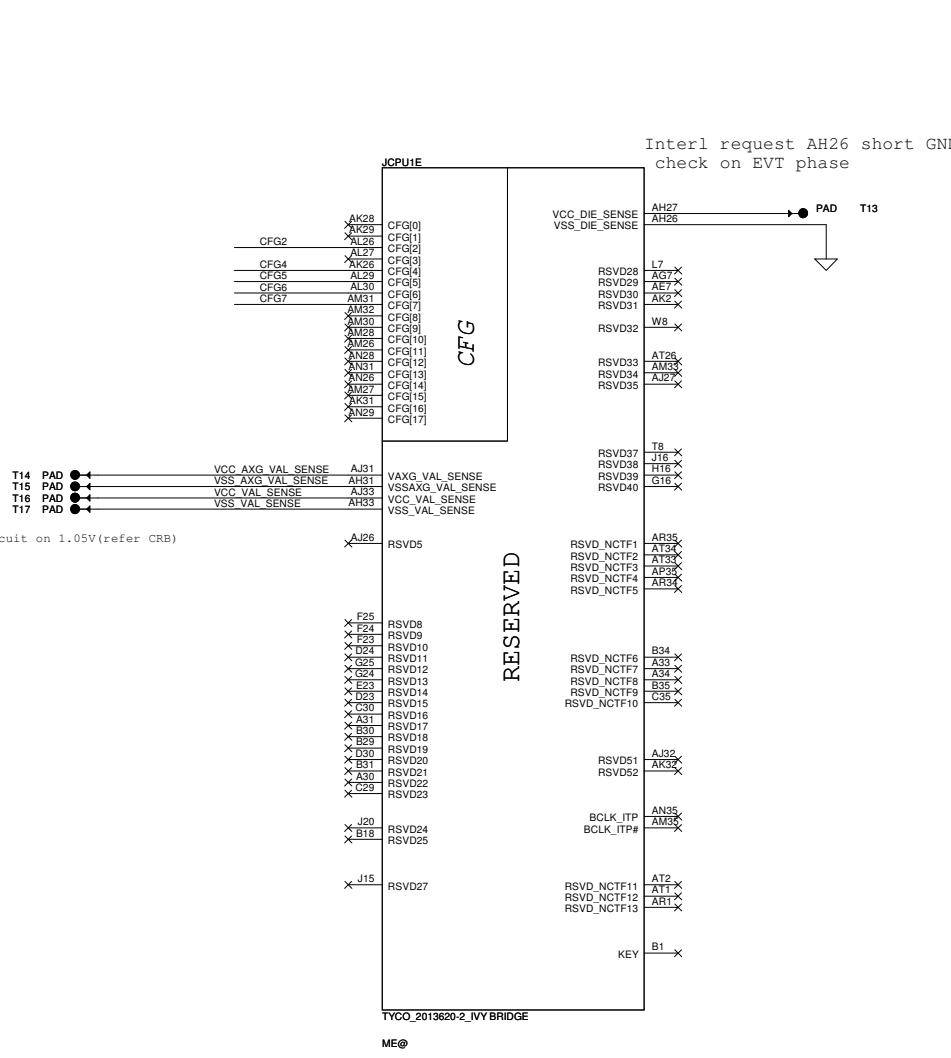 Interl request AH26 short GND
check on EVT phase
JCPU1E
AK28 CFG[0]
AK29 CFG[1]
CFG2 AL26 CFG[2]
AL27 CFG[3]
CFG4 AK26 CFG[4]
CFG5 AL29 CFG[5]
CFG6 AL30 CFG[6]
CFG7 AM31 CFG[7]
AM32 CFG[8]
AM30 CFG[9]
AM28 CFG[10]
AM26 CFG[11]
AN28 CFG[12]
AN31 CFG[13]
AN26 CFG[14]
AM27 CFG[15]
AK31 CFG[16]
AN29 CFG[17]
CFG
T14 PAD VCC_AXG_VAL_SENSE AJ31 VAXG_VAL_SENSE
T15 PAD VSS_AXG_VAL_SENSE AH31 VSSAXG_VAL_SENSE
T16 PAD VCC_VAL_SENSE AJ33 VCC_VAL_SENSE
T17 PAD VSS_VAL_SENSE AH33 VSS_VAL_SENSE
cuit on 1.05V(refer CRB)
AJ26 RSVD5
F25 RSVD8
F24 RSVD9
F23 RSVD10
D24 RSVD11
G25 RSVD12
G24 RSVD13
E23 RSVD14
D23 RSVD15
C30 RSVD16
A31 RSVD17
B30 RSVD18
B29 RSVD19
D30 RSVD20
B31 RSVD21
A30 RSVD22
C29 RSVD23
J20 RSVD24
B18 RSVD25
J15 RSVD27
RESERVED
VCC_DIE_SENSE AH27 PAD T13
VSS_DIE_SENSE AH26
RSVD28 L7
RSVD29 AG7
RSVD30 AE7
RSVD31 AK2
RSVD32 W8
RSVD33 AT26
RSVD34 AM33
RSVD35 AJ27
RSVD37 T8
RSVD38 J16
RSVD39 H16
RSVD40 G16
RSVD_NCTF1 AR35
RSVD_NCTF2 AT34
RSVD_NCTF3 AT33
RSVD_NCTF4 AP35
RSVD_NCTF5 AR34
RSVD_NCTF6 B34
RSVD_NCTF7 A33
RSVD_NCTF8 A34
RSVD_NCTF9 B35
RSVD_NCTF10 C35
RSVD51 AJ32
RSVD52 AK32
BCLK_ITP AN35
BCLK_ITP# AM35
RSVD_NCTF11 AT2
RSVD_NCTF12 AT1
RSVD_NCTF13 AR1
KEY B1
TYCO_2013620-2_IVY BRIDGE
ME@